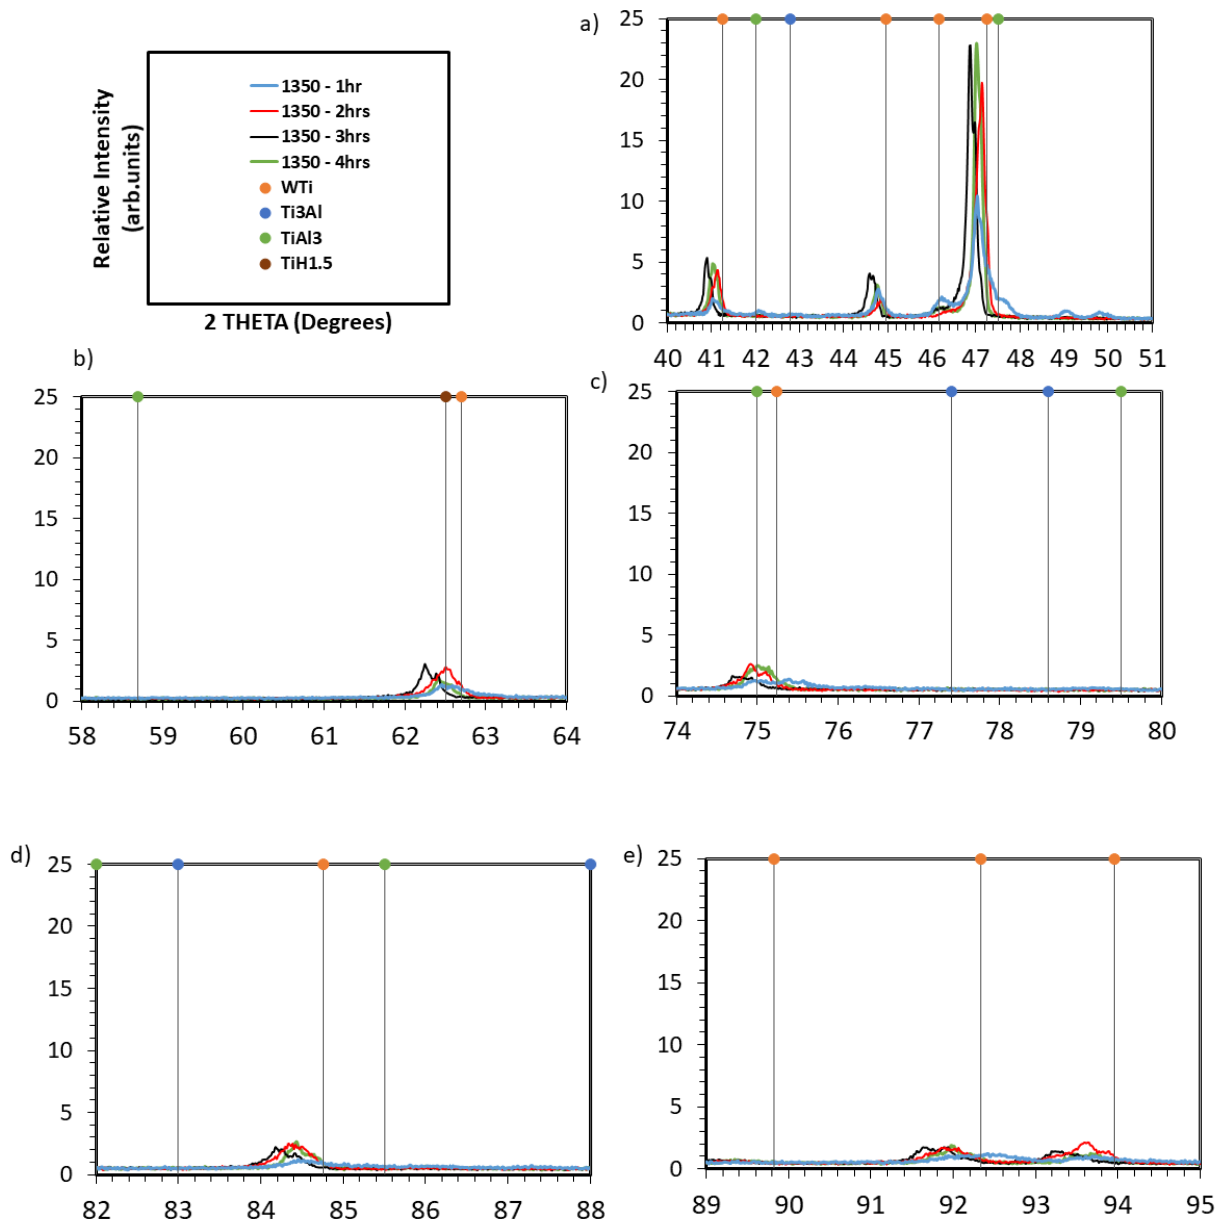 a)
25
20
15
10
5
0
40 41 42 43 44 45 46 47 48 49 50 51
Relative Intensity
(arb.units)
1350 - 1hr
1350 - 2hrs
1350 - 3hrs
1350 - 4hrs
WTi
Ti3Al
TiAl3
TiH1.5
2 THETA (Degrees)
b)
25
20
15
10
5
0
58 59 60 61 62 63 64
c)
25
20
15
10
5
0
74 75 76 77 78 79 80
d)
25
20
15
10
5
0
82 83 84 85 86 87 88
e)
25
20
15
10
5
0
89 90 91 92 93 94 95